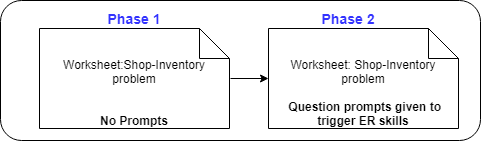 Phase 1
Worksheet:Shop-Inventory
problem
No Prompts
Phase 2
Worksheet: Shop-Inventory
problem
Question prompts given to
trigger ER skills